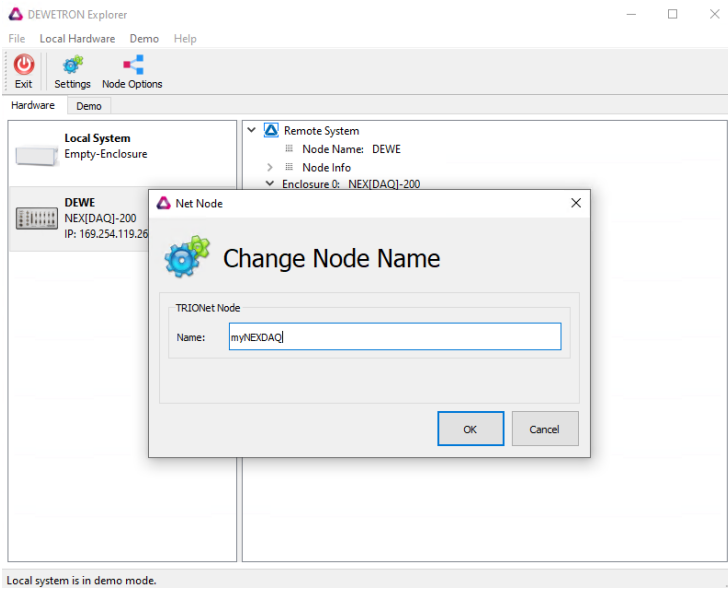 DEWETRON Explorer
File Local Hardware Demo Help
Exit Settings Node Options
Hardware Demo
Local System
Empty-Enclosure
DEWE
NEX[DAQ]-200
IP: 169.254.119.26
Remote System
Node Name: DEWE
Node Info
Enclosure 0: NEX[DAQ]-200
Net Node
Change Node Name
TRIONet Node
Name: myNEXDAQ
OK Cancel
Local system is in demo mode.